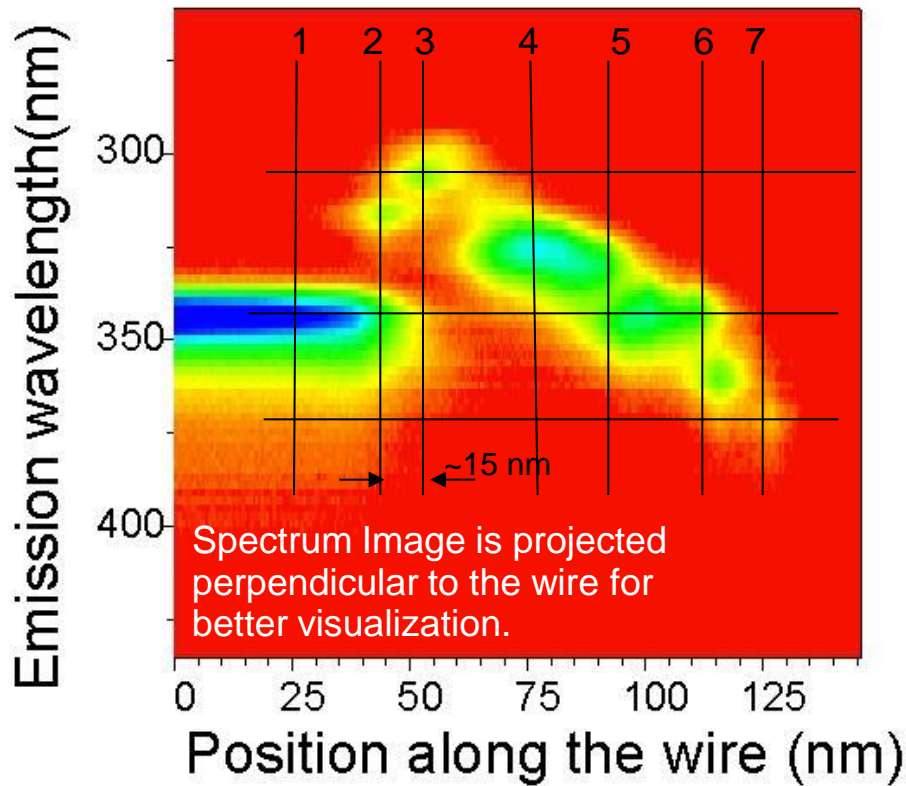 1 2 3 4 5 6 7
Emission wavelength(nm)
300
350
400
~15 nm
Spectrum Image is projected
perpendicular to the wire for
better visualization.
0 25 50 75 100 125
Position along the wire (nm)